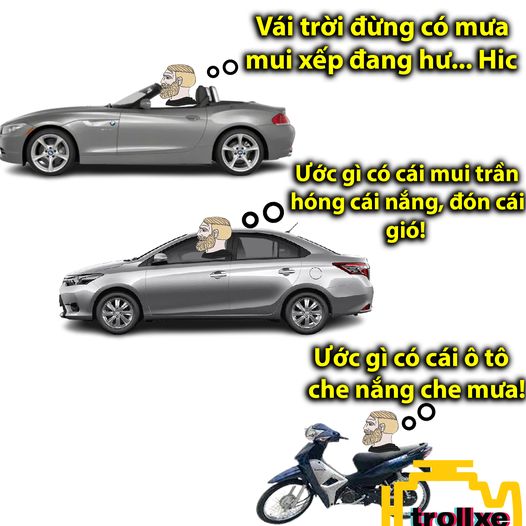 Vái trời đừng có mưa
mui xếp đang hư... Hic
Ước gì có cái mui trần
hóng cái nắng, đón cái
gió!
Ước gì có cái ô tô
che nắng che mưa!
trollxe